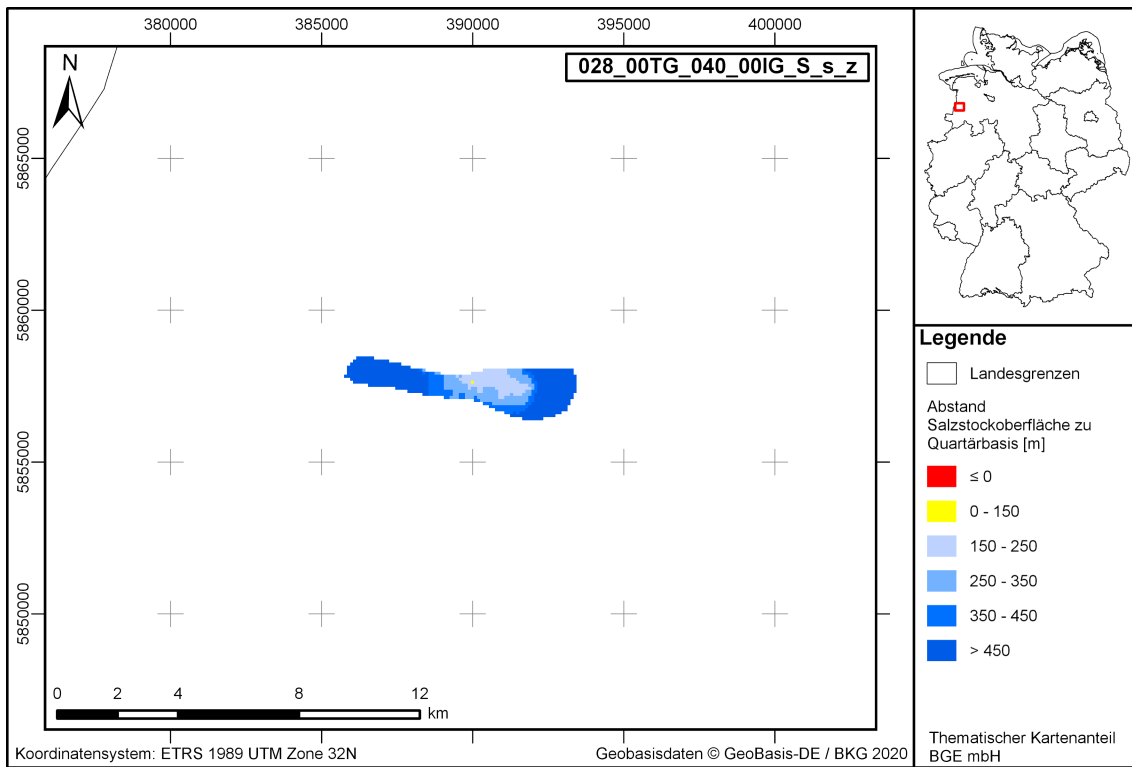 380000
385000
390000
395000
400000
028_00TG_040_00IG_S_s_z
N
5865000
5860000
5855000
5850000
0
2
4
8
12
km
Koordinatensystem: ETRS 1989 UTM Zone 32N
Geobasisdaten © GeoBasis-DE / BKG 2020
Legende
Landesgrenzen
Abstand
Salzstockoberfläche zu
Quartärbasis [m]
≤ 0
0 - 150
150 - 250
250 - 350
350 - 450
> 450
Thematischer Kartenanteil
BGE mbH